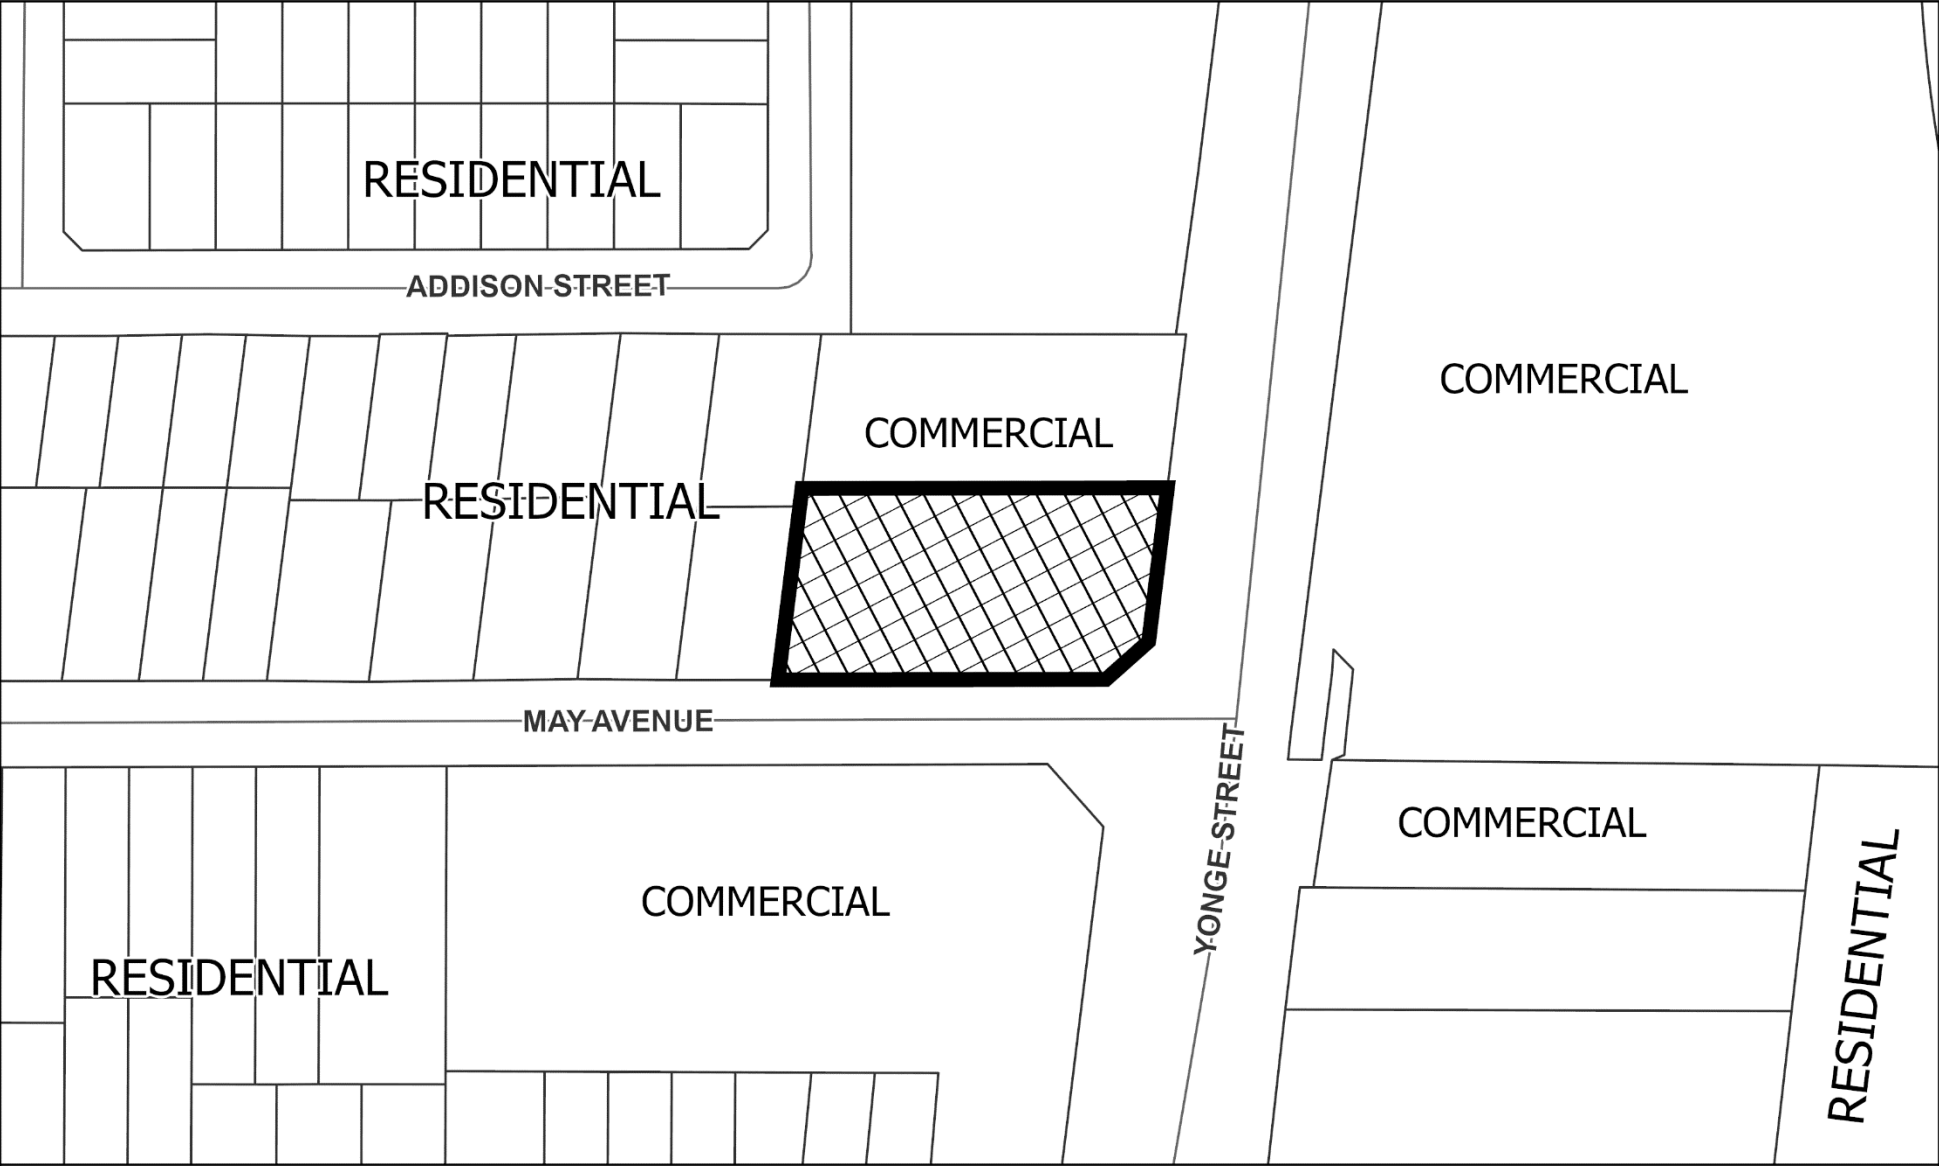 RESIDENTIAL
ADDISON STREET
COMMERCIAL
COMMERCIAL
RESIDENTIAL
MAY AVENUE
YONGE STREET
COMMERCIAL
COMMERCIAL
RESIDENTIAL
RESIDENTIAL